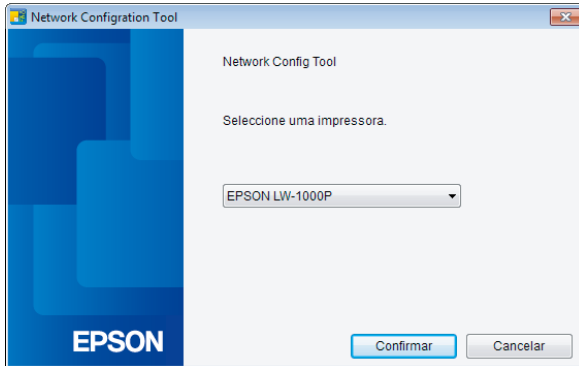 Network Configration Tool
Network Config Tool
Seleccione uma impressora.
EPSON LW-1000P
EPSON
Confirmar
Cancelar